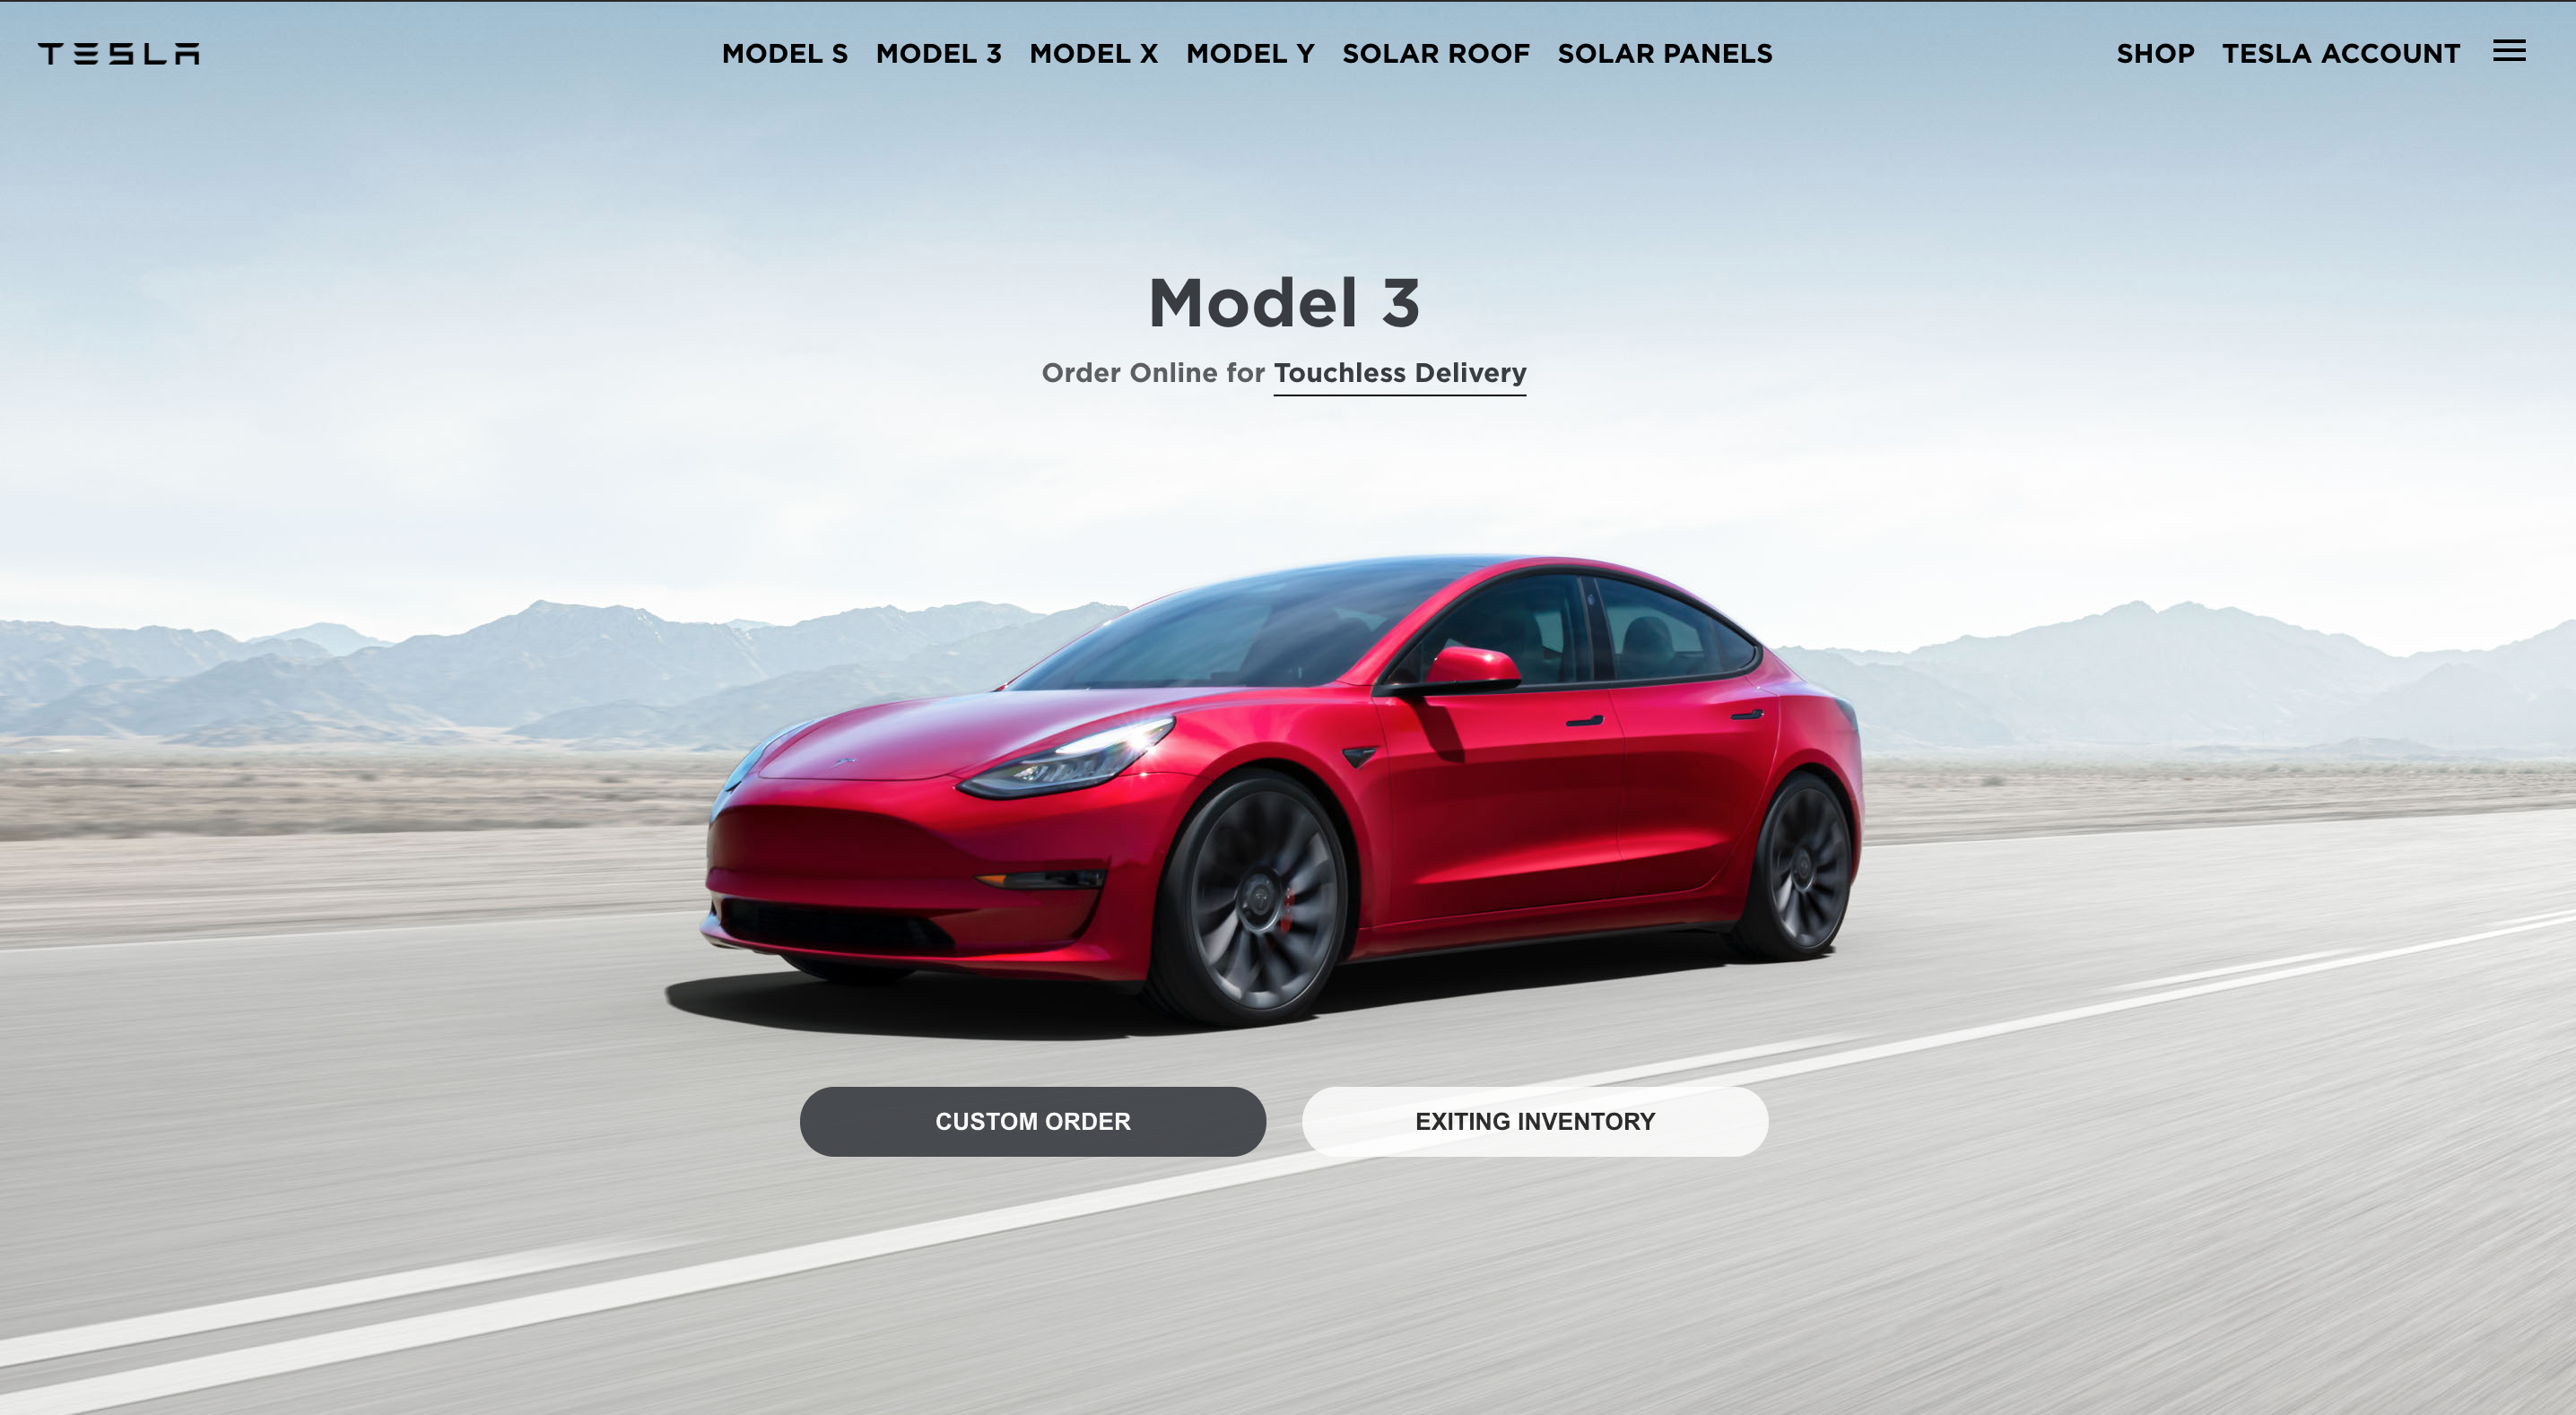 TESLA
MODEL S MODEL 3 MODEL X MODEL Y SOLAR ROOF SOLAR PANELS
SHOP TESLA ACCOUNT
Model 3
Order Online for Touchless Delivery
CUSTOM ORDER
EXITING INVENTORY